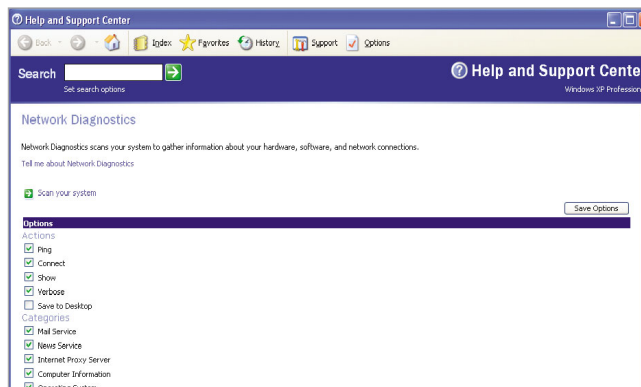 Help and Support Center
Back Index Favorites History Support Options
Search
Set search options
Help and Support Cente
Windows XP Profession
Network Diagnostics
Network Diagnostics scans your system to gather information about your hardware, software, and network connections.
Tell me about Network Diagnostics
Scan your system
Save Options
Options
Actions
Ping
Connect
Show
Verbose
Save to Desktop
Categories
Mail Service
News Service
Internet Proxy Server
Computer Information
Operating System